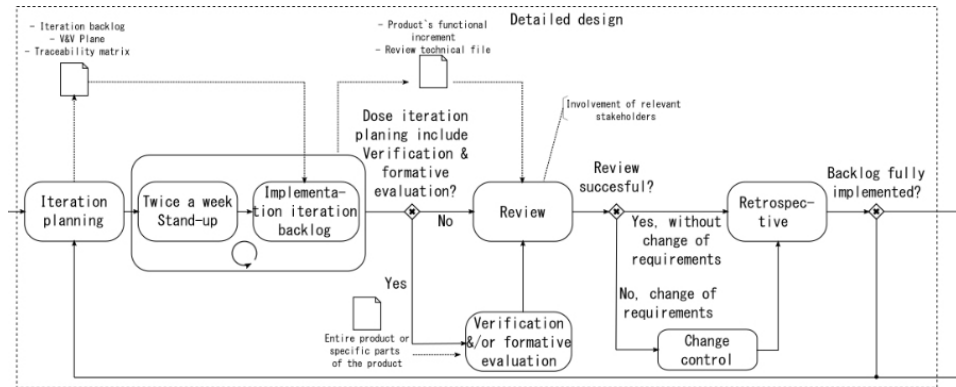 Detailed design
- Iteration backlog
- V&V Plane
- Traceability matrix
- Product`s functional
increment
- Review technical file
Involvement of relevant
stakeholders
Dose iteration
planing include
Verification &
formative
evaluation?
Review
succesful?
Backlog fully
implemented?
Iteration
planning
Twice a week
Stand-up
Implementa-
tion iteration
backlog
No
Review
Yes, without
change of
requirements
Retrospec-
tive
Yes
No, change of
requirements
Entire product or
specific parts
of the product
Verification
&/or formative
evaluation
Change
control